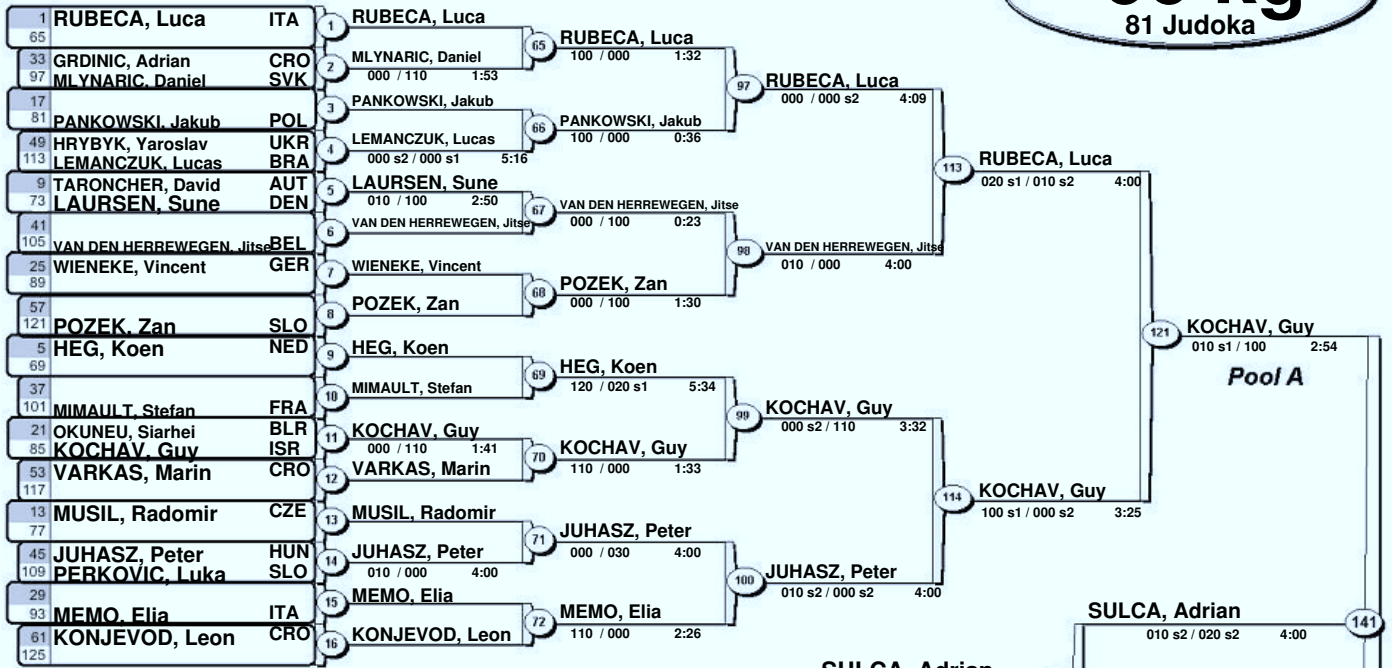 81 Judoka
1 RUBECA, Luca ITA
65
33 GRDINIC, Adrian CRO
97 MLYNARIC, Daniel SVK
17
81 PANKOWSKI, Jakub POL
49 HRYBYK, Yaroslav UKR
113 LEMANCZUK, Lucas BRA
9 TARONCHER, David AUT
73 LAURSEN, Sune DEN
41
105 VAN DEN HERREWEGEN, Jitse BEL
25 WIENEKE, Vincent GER
89
57
121 POZEK, Zan SLO
5 HEG, Koen NED
69
37
101 MIMAULT, Stefan FRA
21 OKUNEU, Siarhei BLR
85 KOCHAV, Guy ISR
53 VARKAS, Marin CRO
117
13 MUSIL, Radomir CZE
77
45 JUHASZ, Peter HUN
109 PERKOVIC, Luka SLO
29
93 MEMO, Elia ITA
61 KONJEVOD, Leon CRO
125
1 RUBECA, Luca
2 MLYNARIC, Daniel
000 / 110 1:53
3 PANKOWSKI, Jakub
4 LEMANCZUK, Lucas
000 s2 / 000 s1 5:16
5 LAURSEN, Sune
010 / 100 2:50
6 VAN DEN HERREWEGEN, Jitse
7 WIENEKE, Vincent
8 POZEK, Zan
9 HEG, Koen
10 MIMAULT, Stefan
11 KOCHAV, Guy
000 / 110 1:41
12 VARKAS, Marin
13 MUSIL, Radomir
14 JUHASZ, Peter
010 / 000 4:00
15 MEMO, Elia
16 KONJEVOD, Leon
65 RUBECA, Luca
100 / 000 1:32
66 PANKOWSKI, Jakub
100 / 000 0:36
67 VAN DEN HERREWEGEN, Jitse
000 / 100 0:23
68 POZEK, Zan
000 / 100 1:30
69 HEG, Koen
120 / 020 s1 5:34
70 KOCHAV, Guy
110 / 000 1:33
71 JUHASZ, Peter
000 / 030 4:00
72 MEMO, Elia
110 / 000 2:26
97 RUBECA, Luca
000 / 000 s2 4:09
98 VAN DEN HERREWEGEN, Jitse
010 / 000 4:00
99 KOCHAV, Guy
000 s2 / 110 3:32
100 JUHASZ, Peter
010 s2 / 000 s2 4:00
113 RUBECA, Luca
020 s1 / 010 s2 4:00
114 KOCHAV, Guy
100 s1 / 000 s2 3:25
121 KOCHAV, Guy
010 s1 / 100 2:54
Pool A
SULCA, Adrian
010 s2 / 020 s2 4:00
141
SULCA, Adrian